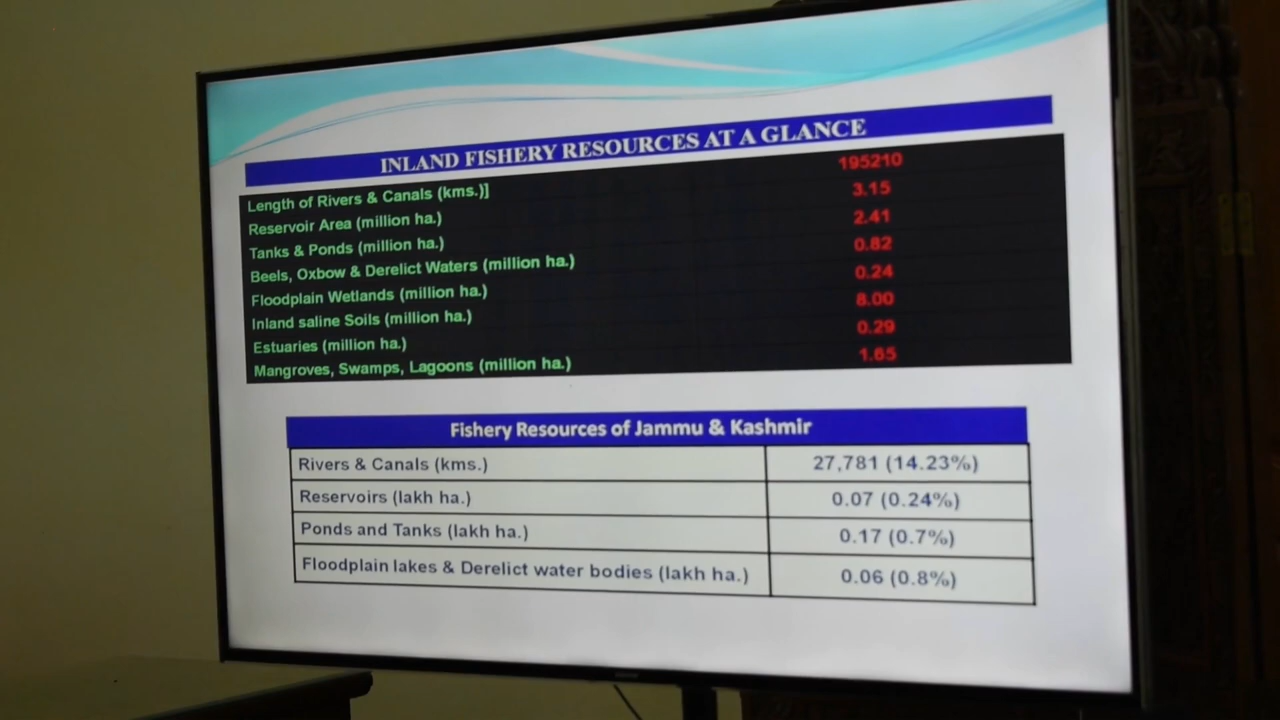 INLAND FISHERY RESOURCES AT A GLANCE
Length of Rivers & Canals (kms.)] 195210
Reservoir Area (million ha.) 3.15
Tanks & Ponds (million ha.) 2.41
Beels, Oxbow & Derelict Waters (million ha.) 0.82
Floodplain Wetlands (million ha.) 0.24
Inland saline Soils (million ha.) 8.00
Estuaries (million ha.) 0.29
Mangroves, Swamps, Lagoons (million ha.) 1.65
Fishery Resources of Jammu & Kashmir
Rivers & Canals (kms.) 27,781 (14.23%)
Reservoirs (lakh ha.) 0.07 (0.24%)
Ponds and Tanks (lakh ha.) 0.17 (0.7%)
Floodplain lakes & Derelict water bodies (lakh ha.) 0.06 (0.8%)